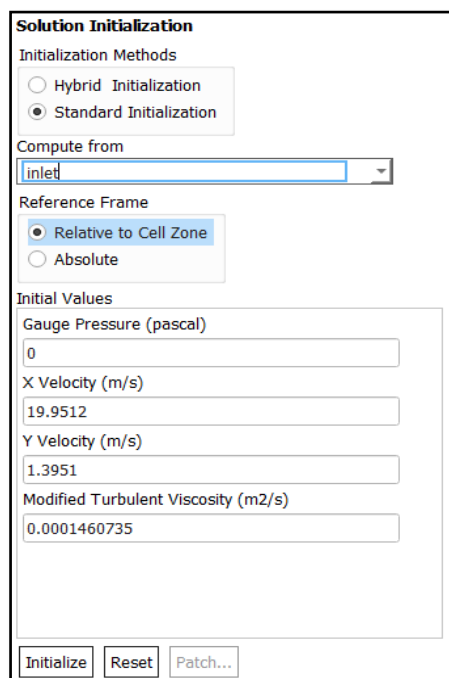 Solution Initialization
Initialization Methods
Hybrid Initialization
Standard Initialization
Compute from
inlet
Reference Frame
Relative to Cell Zone
Absolute
Initial Values
Gauge Pressure (pascal)
0
X Velocity (m/s)
19.9512
Y Velocity (m/s)
1.3951
Modified Turbulent Viscosity (m2/s)
0.0001460735
Initialize Reset Patch...